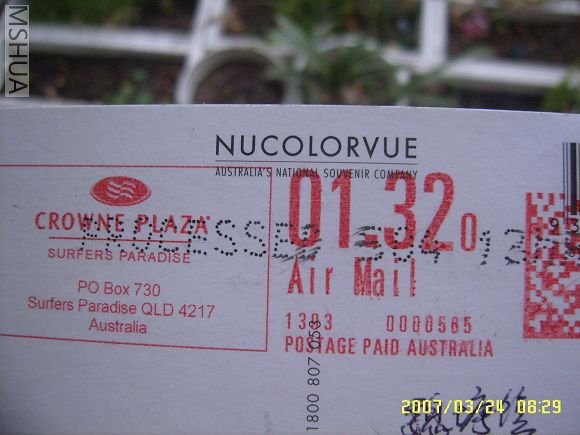 MSHUA
NUCOLORVUE
AUSTRALIA'S NATIONAL SOUVENIR COMPANY
CROWNE PLAZA
SURFERS PARADISE
PO Box 730
Surfers Paradise QLD 4217
Australia
01.320
Air Mail
1303 0000565
POSTAGE PAID AUSTRALIA
1800 807 053
2007/03/24 08:29